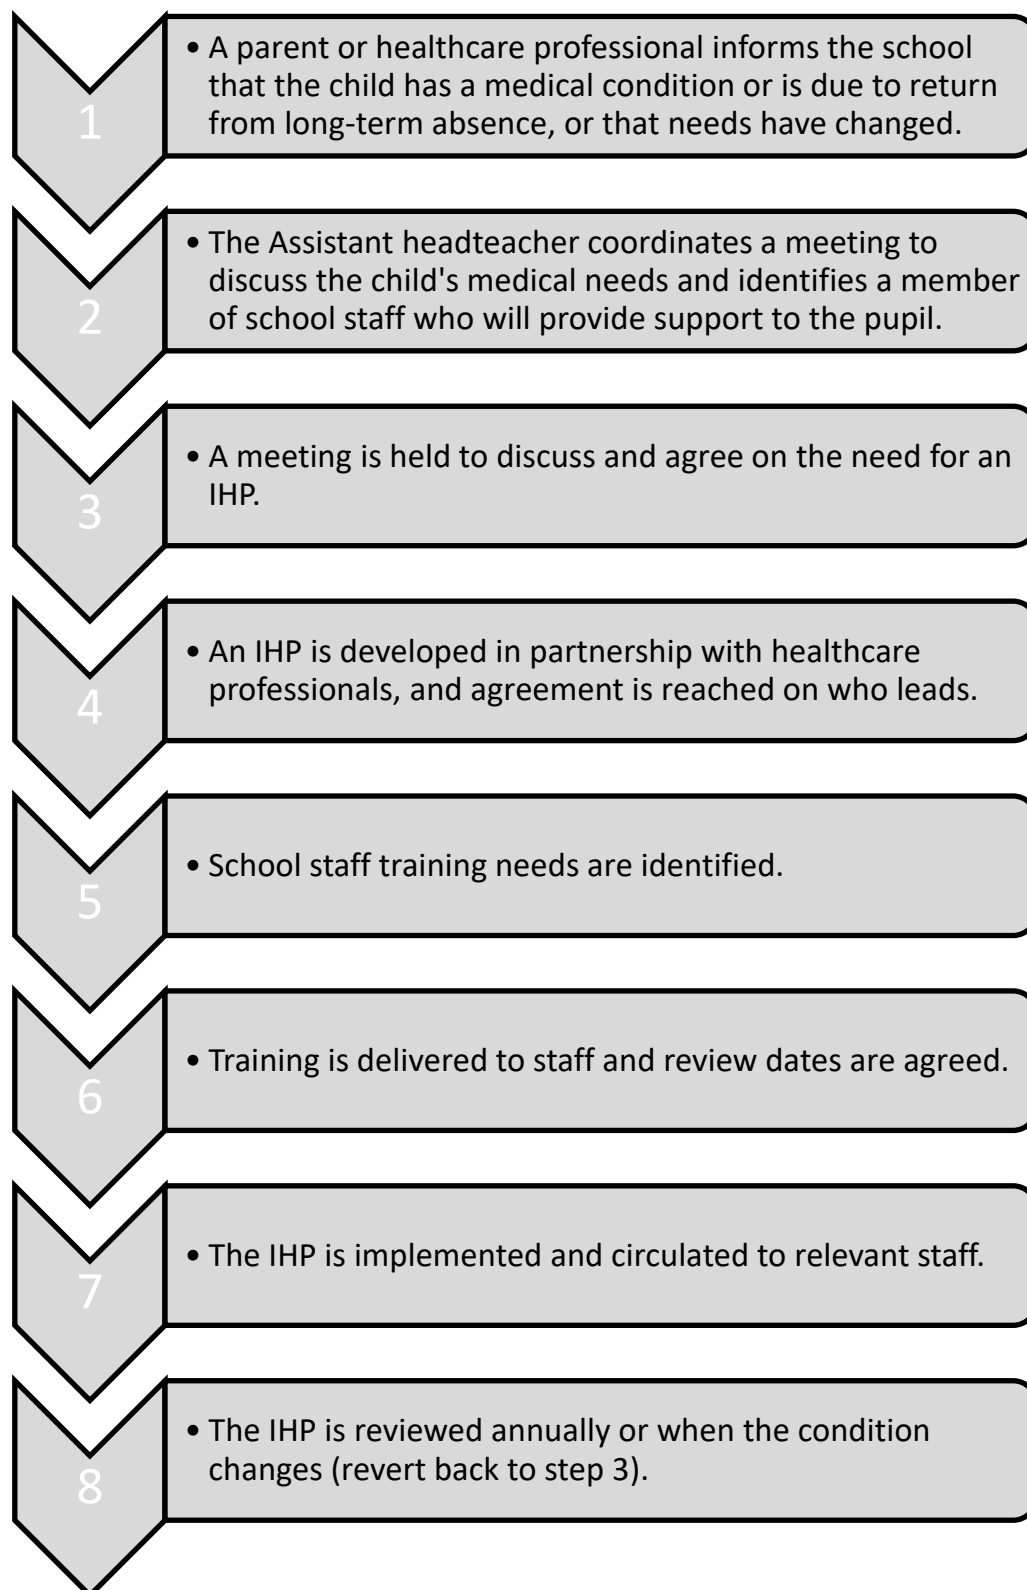 1
• A parent or healthcare professional informs the school
that the child has a medical condition or is due to return
from long-term absence, or that needs have changed.
2
• The Assistant headteacher coordinates a meeting to
discuss the child's medical needs and identifies a member
of school staff who will provide support to the pupil.
3
• A meeting is held to discuss and agree on the need for an
IHP.
4
• An IHP is developed in partnership with healthcare
professionals, and agreement is reached on who leads.
5
• School staff training needs are identified.
6
• Training is delivered to staff and review dates are agreed.
7
• The IHP is implemented and circulated to relevant staff.
8
• The IHP is reviewed annually or when the condition
changes (revert back to step 3).